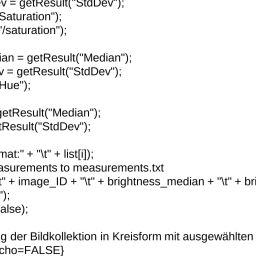 v = getResult("StdDev");
Saturation");
"/saturation");
ian = getResult("Median");
v = getResult("StdDev");
Hue");
getResult("Median");
tResult("StdDev");
mat:" + "\t" + list[i]);
asurements to measurements.txt
t" + image_ID + "\t" + brightness_median + "\t" + bri
");
alse);
g der Bildkollektion in Kreisform mit ausgewählten
cho=FALSE}